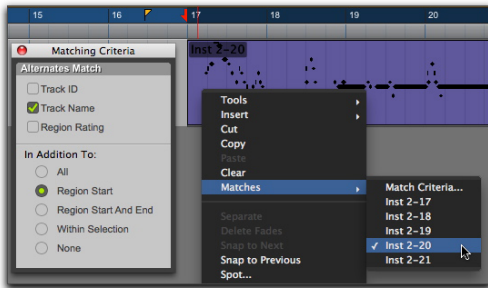 15 16 17 18 19 20
Matching Criteria
Alternates Match
Track ID
Track Name
Region Rating
In Addition To:
All
Region Start
Region Start And End
Within Selection
None
Inst 2-20
Tools
Insert
Cut
Copy
Paste
Clear
Matches
Separate
Delete Fades
Snap to Next
Snap to Previous
Spot...
Match Criteria...
Inst 2-17
Inst 2-18
Inst 2-19
Inst 2-20
Inst 2-21